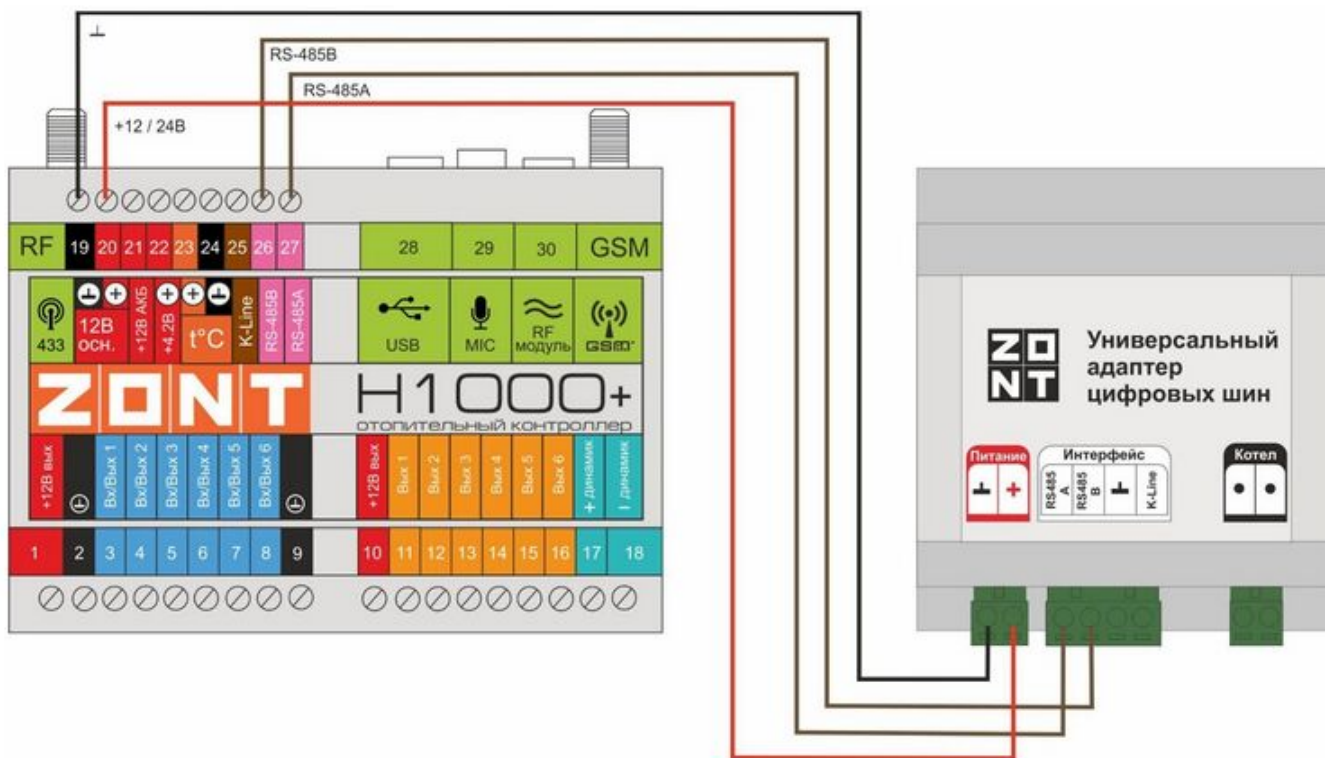 ⊥
RS-485B
RS-485A
+12 / 24В
RF 19 20 21 22 23 24 25 26 27 28 29 30 GSM
433
12В осн.
+12В АКБ
+4.2В
t°C
K-Line
RS-485B
RS-485A
USB
MIC
RF модуль
GSM
ZONT
H1000+
отопительный контроллер
+12В вых
Вх/Вых 1
Вх/Вых 2
Вх/Вых 3
Вх/Вых 4
Вх/Вых 5
Вх/Вых 6
+12В вых
Вых 1
Вых 2
Вых 3
Вых 4
Вых 5
Вых 6
+ динамик
– динамик
1 2 3 4 5 6 7 8 9 10 11 12 13 14 15 16 17 18
ZONT
Универсальный
адаптер
цифровых шин
Питание
⊥ +
Интерфейс
RS485 A
RS485 B
⊥
K-Line
Котел